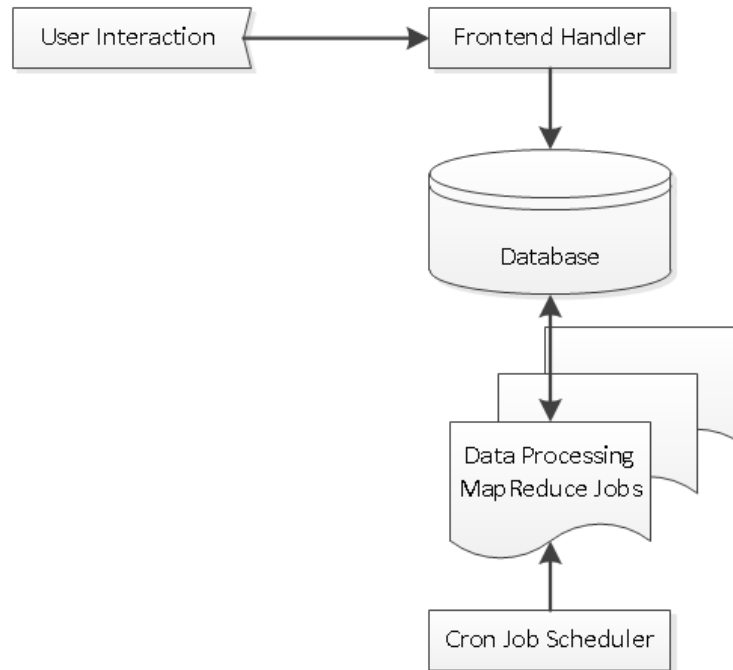 User Interaction
Frontend Handler
Database
Data Processing
MapReduce Jobs
Cron Job Scheduler